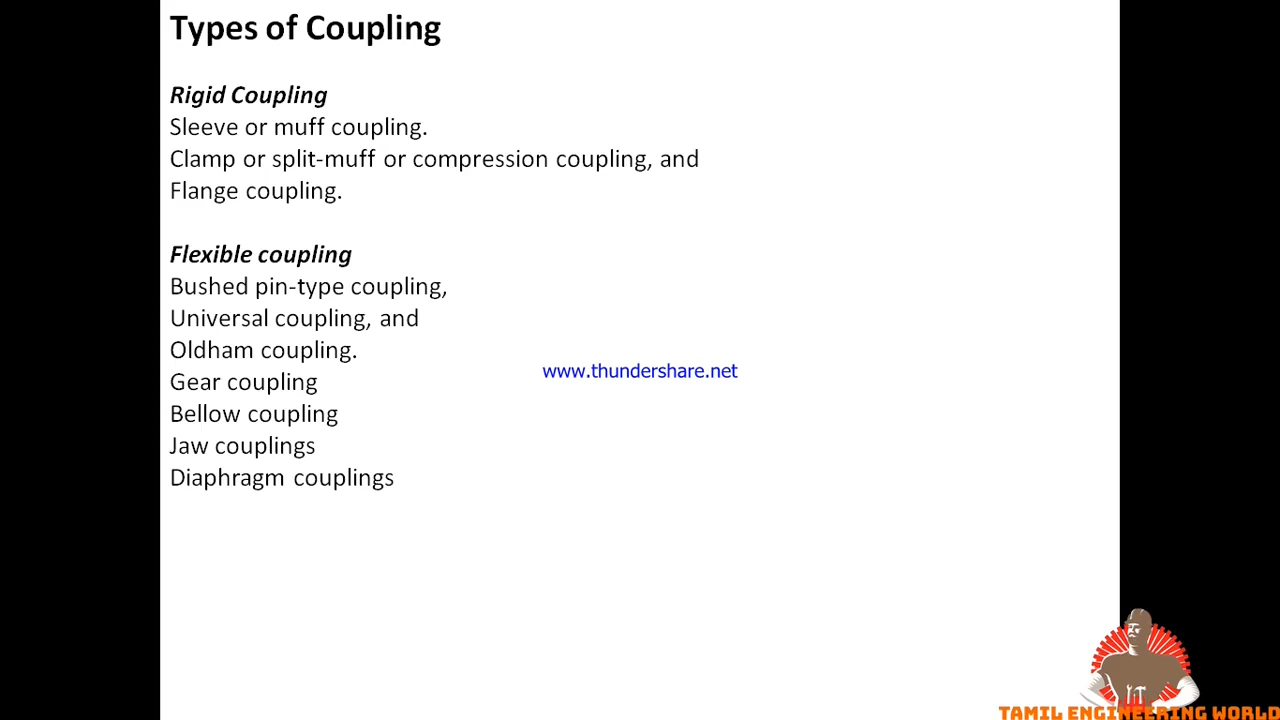 Types of Coupling
Rigid Coupling
Sleeve or muff coupling.
Clamp or split-muff or compression coupling, and
Flange coupling.
Flexible coupling
Bushed pin-type coupling,
Universal coupling, and
Oldham coupling.
Gear coupling
Bellow coupling
Jaw couplings
Diaphragm couplings
www.thundershare.net
TAMIL ENGINEERING WORLD